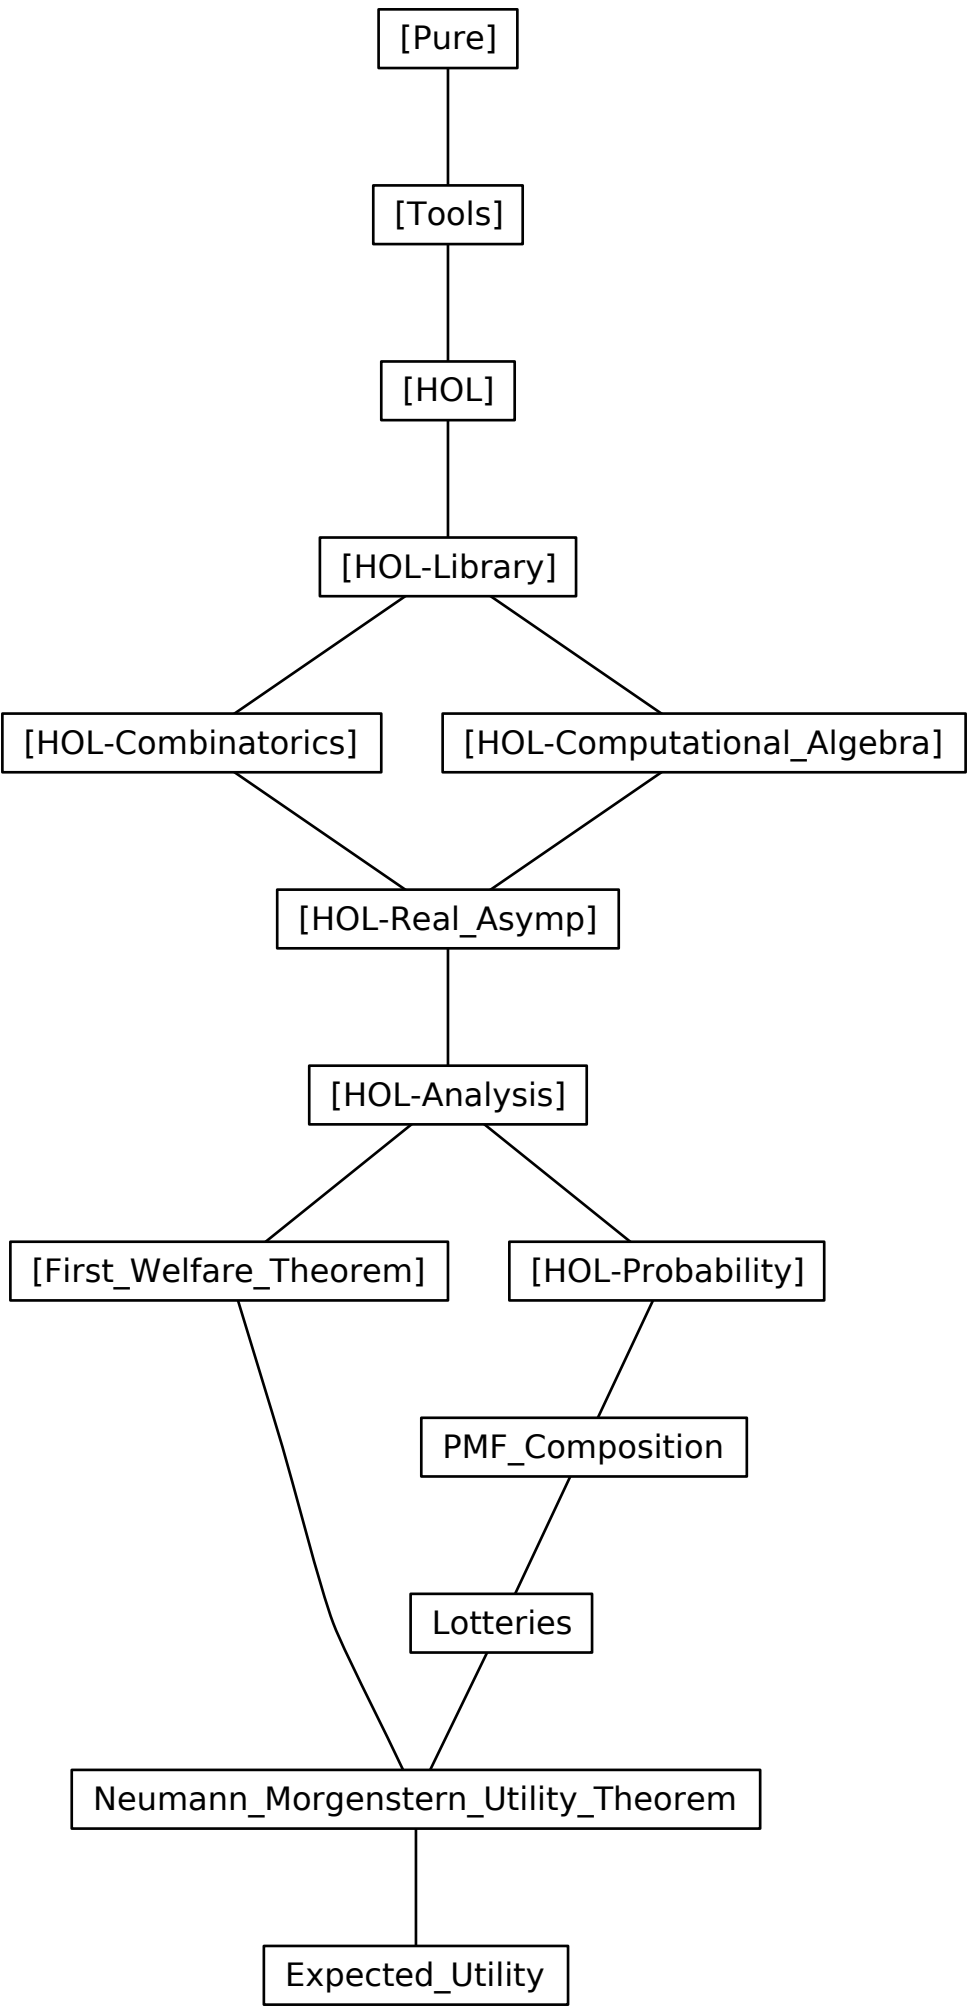 [Pure]
[Tools]
[HOL]
[HOL-Library]
[HOL-Combinatorics]
[HOL-Computational_Algebra]
[HOL-Real_Asymp]
[HOL-Analysis]
[First_Welfare_Theorem]
[HOL-Probability]
PMF_Composition
Lotteries
Neumann_Morgenstern_Utility_Theorem
Expected_Utility